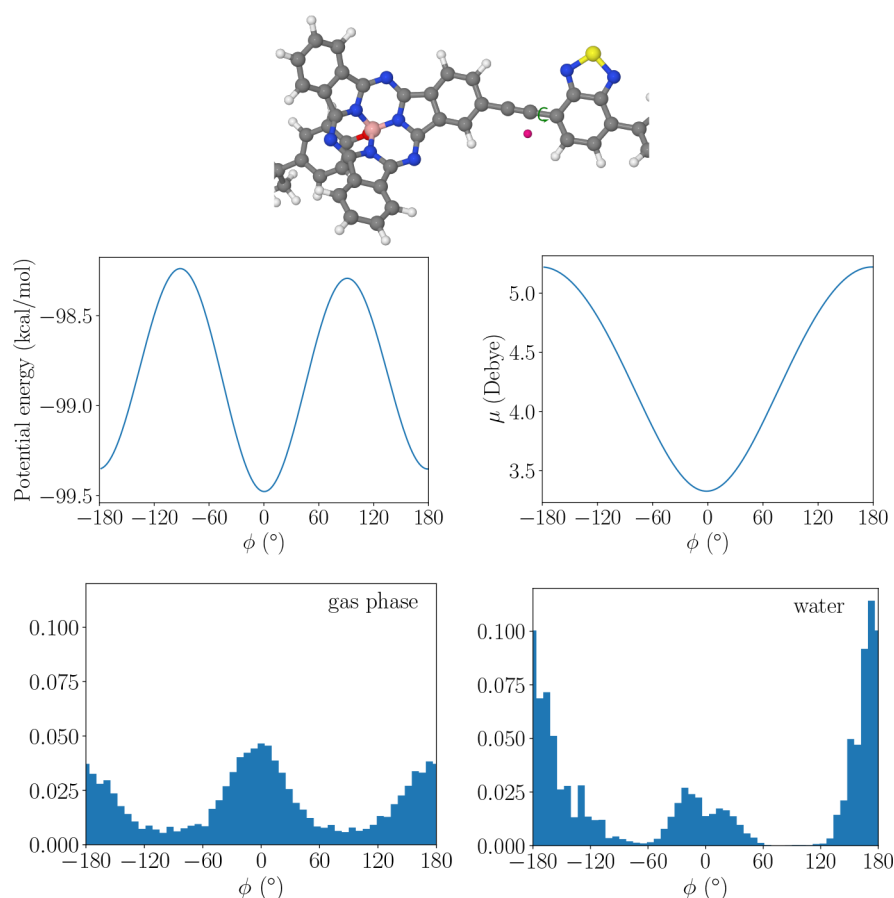 Potential energy (kcal/mol)
−98.5
−99.0
−99.5
−180 −120 −60 0 60 120 180
ϕ (°)
μ (Debye)
5.0
4.5
4.0
3.5
−180 −120 −60 0 60 120 180
ϕ (°)
gas phase
0.100
0.075
0.050
0.025
0.000
−180 −120 −60 0 60 120 180
ϕ (°)
water
0.100
0.075
0.050
0.025
0.000
−180 −120 −60 0 60 120 180
ϕ (°)